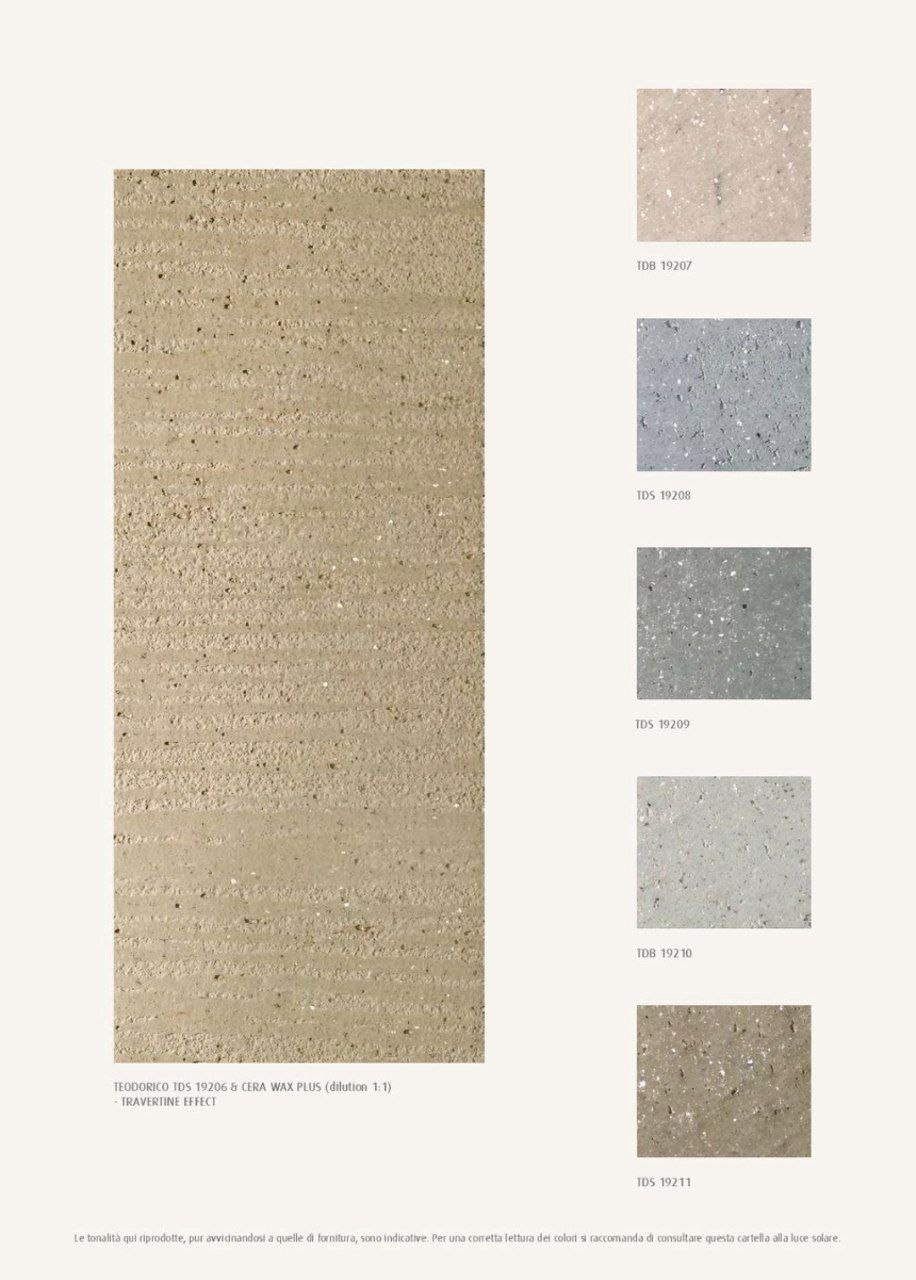 TDB 19207
TDS 19208
TDS 19209
TDB 19210
TEODORICO TDS 19206 & CERA WAX PLUS (dilution 1:1)
- TRAVERTINE EFFECT
TDS 19211
Le tonalità qui riprodotte, pur avvicinandosi a quelle di fornitura, sono indicative. Per una corretta lettura dei colori si raccomanda di consultare questa cartella alla luce solare.